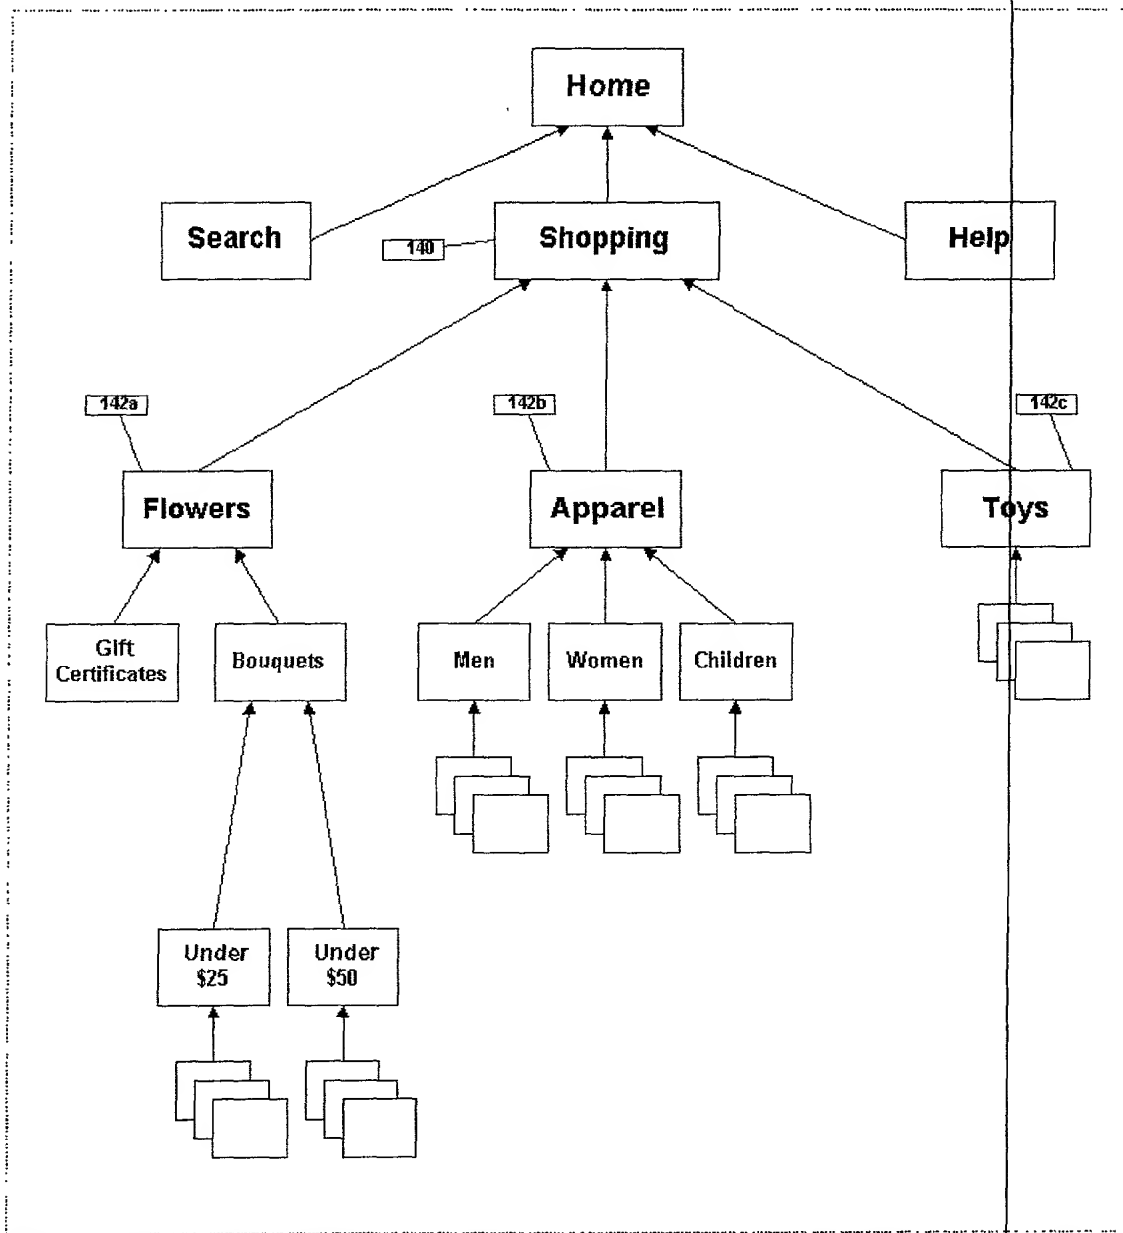 Home
Search
140
Shopping
Help
142a
142b
142c
Flowers
Apparel
Toys
Gift
Certificates
Bouquets
Men
Women
Children
Under
$25
Under
$50